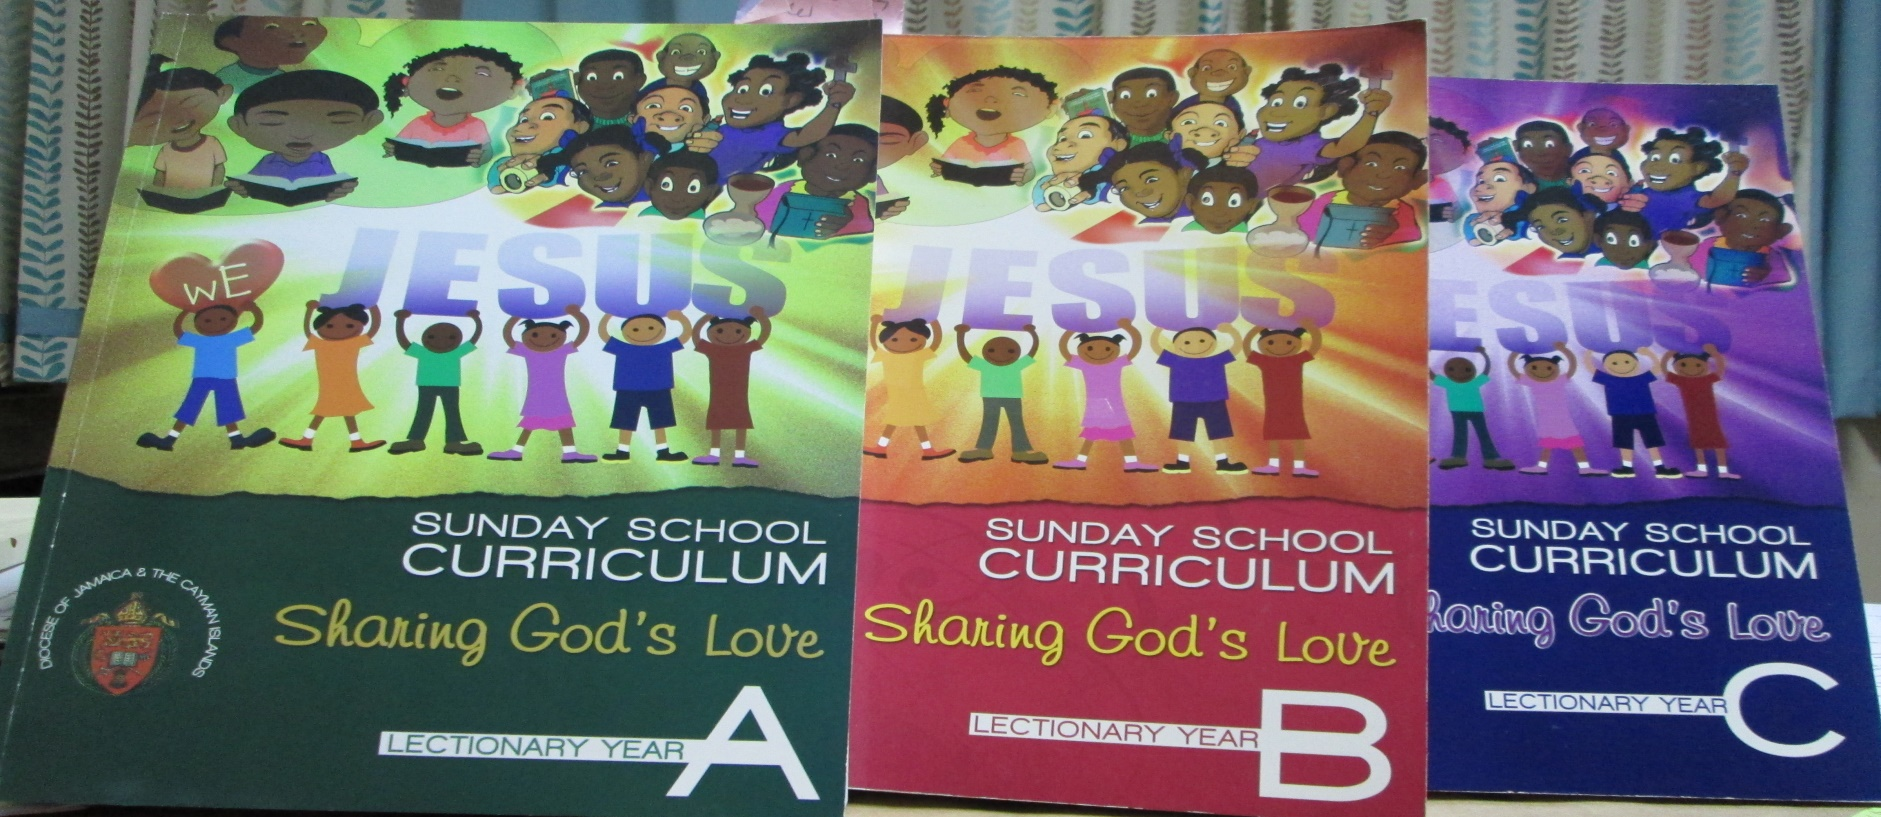 WE
JESUS
SUNDAY SCHOOL
CURRICULUM
Sharing God's Love
DIOCESE OF JAMAICA & THE CAYMAN ISLANDS
LECTIONARY YEAR A
JESUS
SUNDAY SCHOOL
CURRICULUM
Sharing God's Love
LECTIONARY YEAR B
ESUS
SUNDAY SCHOOL
CURRICULUM
haring God's Love
LECTIONARY YEAR C